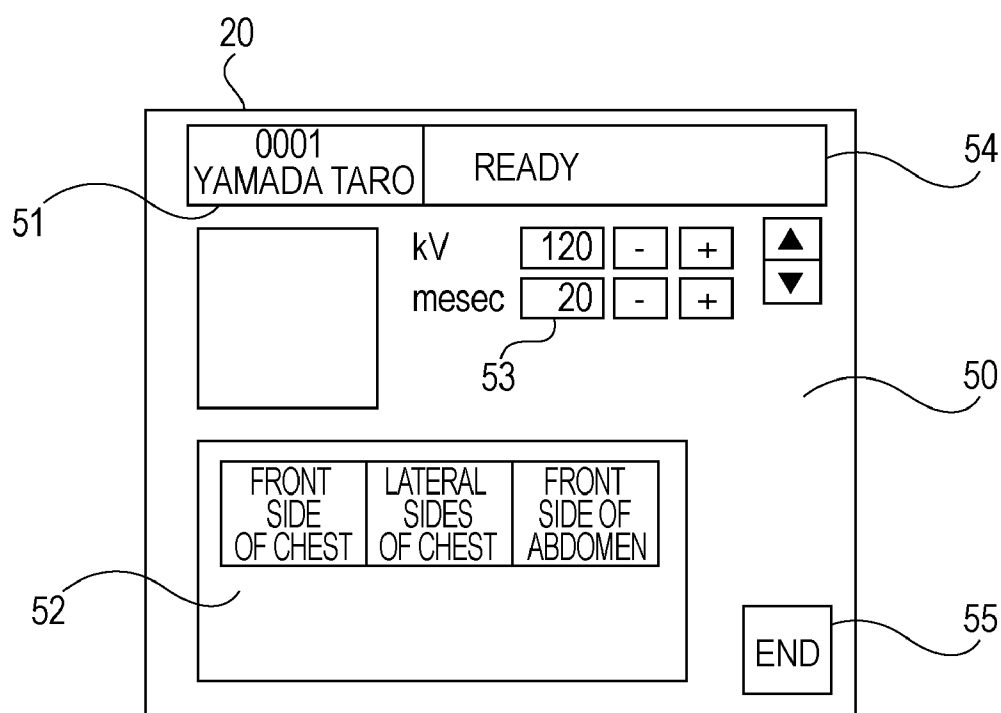 20
0001
YAMADA TARO
READY
54
51
kV
120
-
+
▲
mesec
20
-
+
▼
53
50
FRONT
SIDE
OF CHEST
LATERAL
SIDES
OF CHEST
FRONT
SIDE OF
ABDOMEN
52
55
END